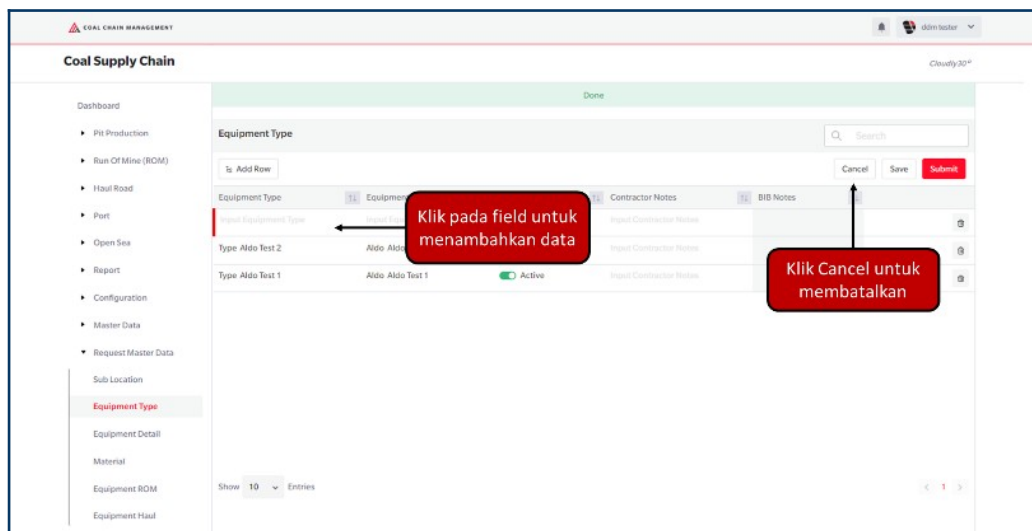 COAL CHAIN MANAGEMENT
ddm tester
Coal Supply Chain
Cloudiy30°
Dashboard
Pit Production
Run Of Mine (ROM)
Haul Road
Port
Open Sea
Report
Configuration
Master Data
Request Master Data
Sub Location
Equipment Type
Equipment Detail
Material
Equipment ROM
Equipment Haul
Done
Equipment Type
Search
Add Row
Cancel Save Submit
Equipment Type Equipment Contractor Notes BIB Notes
Input Equipment Type Input Contractor Notes
Type Aldo Test 2 Aldo Input Contractor Notes
Type Aldo Test 1 Aldo Aldo Test 1 Active Input Contractor Notes
Klik pada field untuk
menambahkan data
Klik Cancel untuk
membatalkan
Show 10 Entries
1